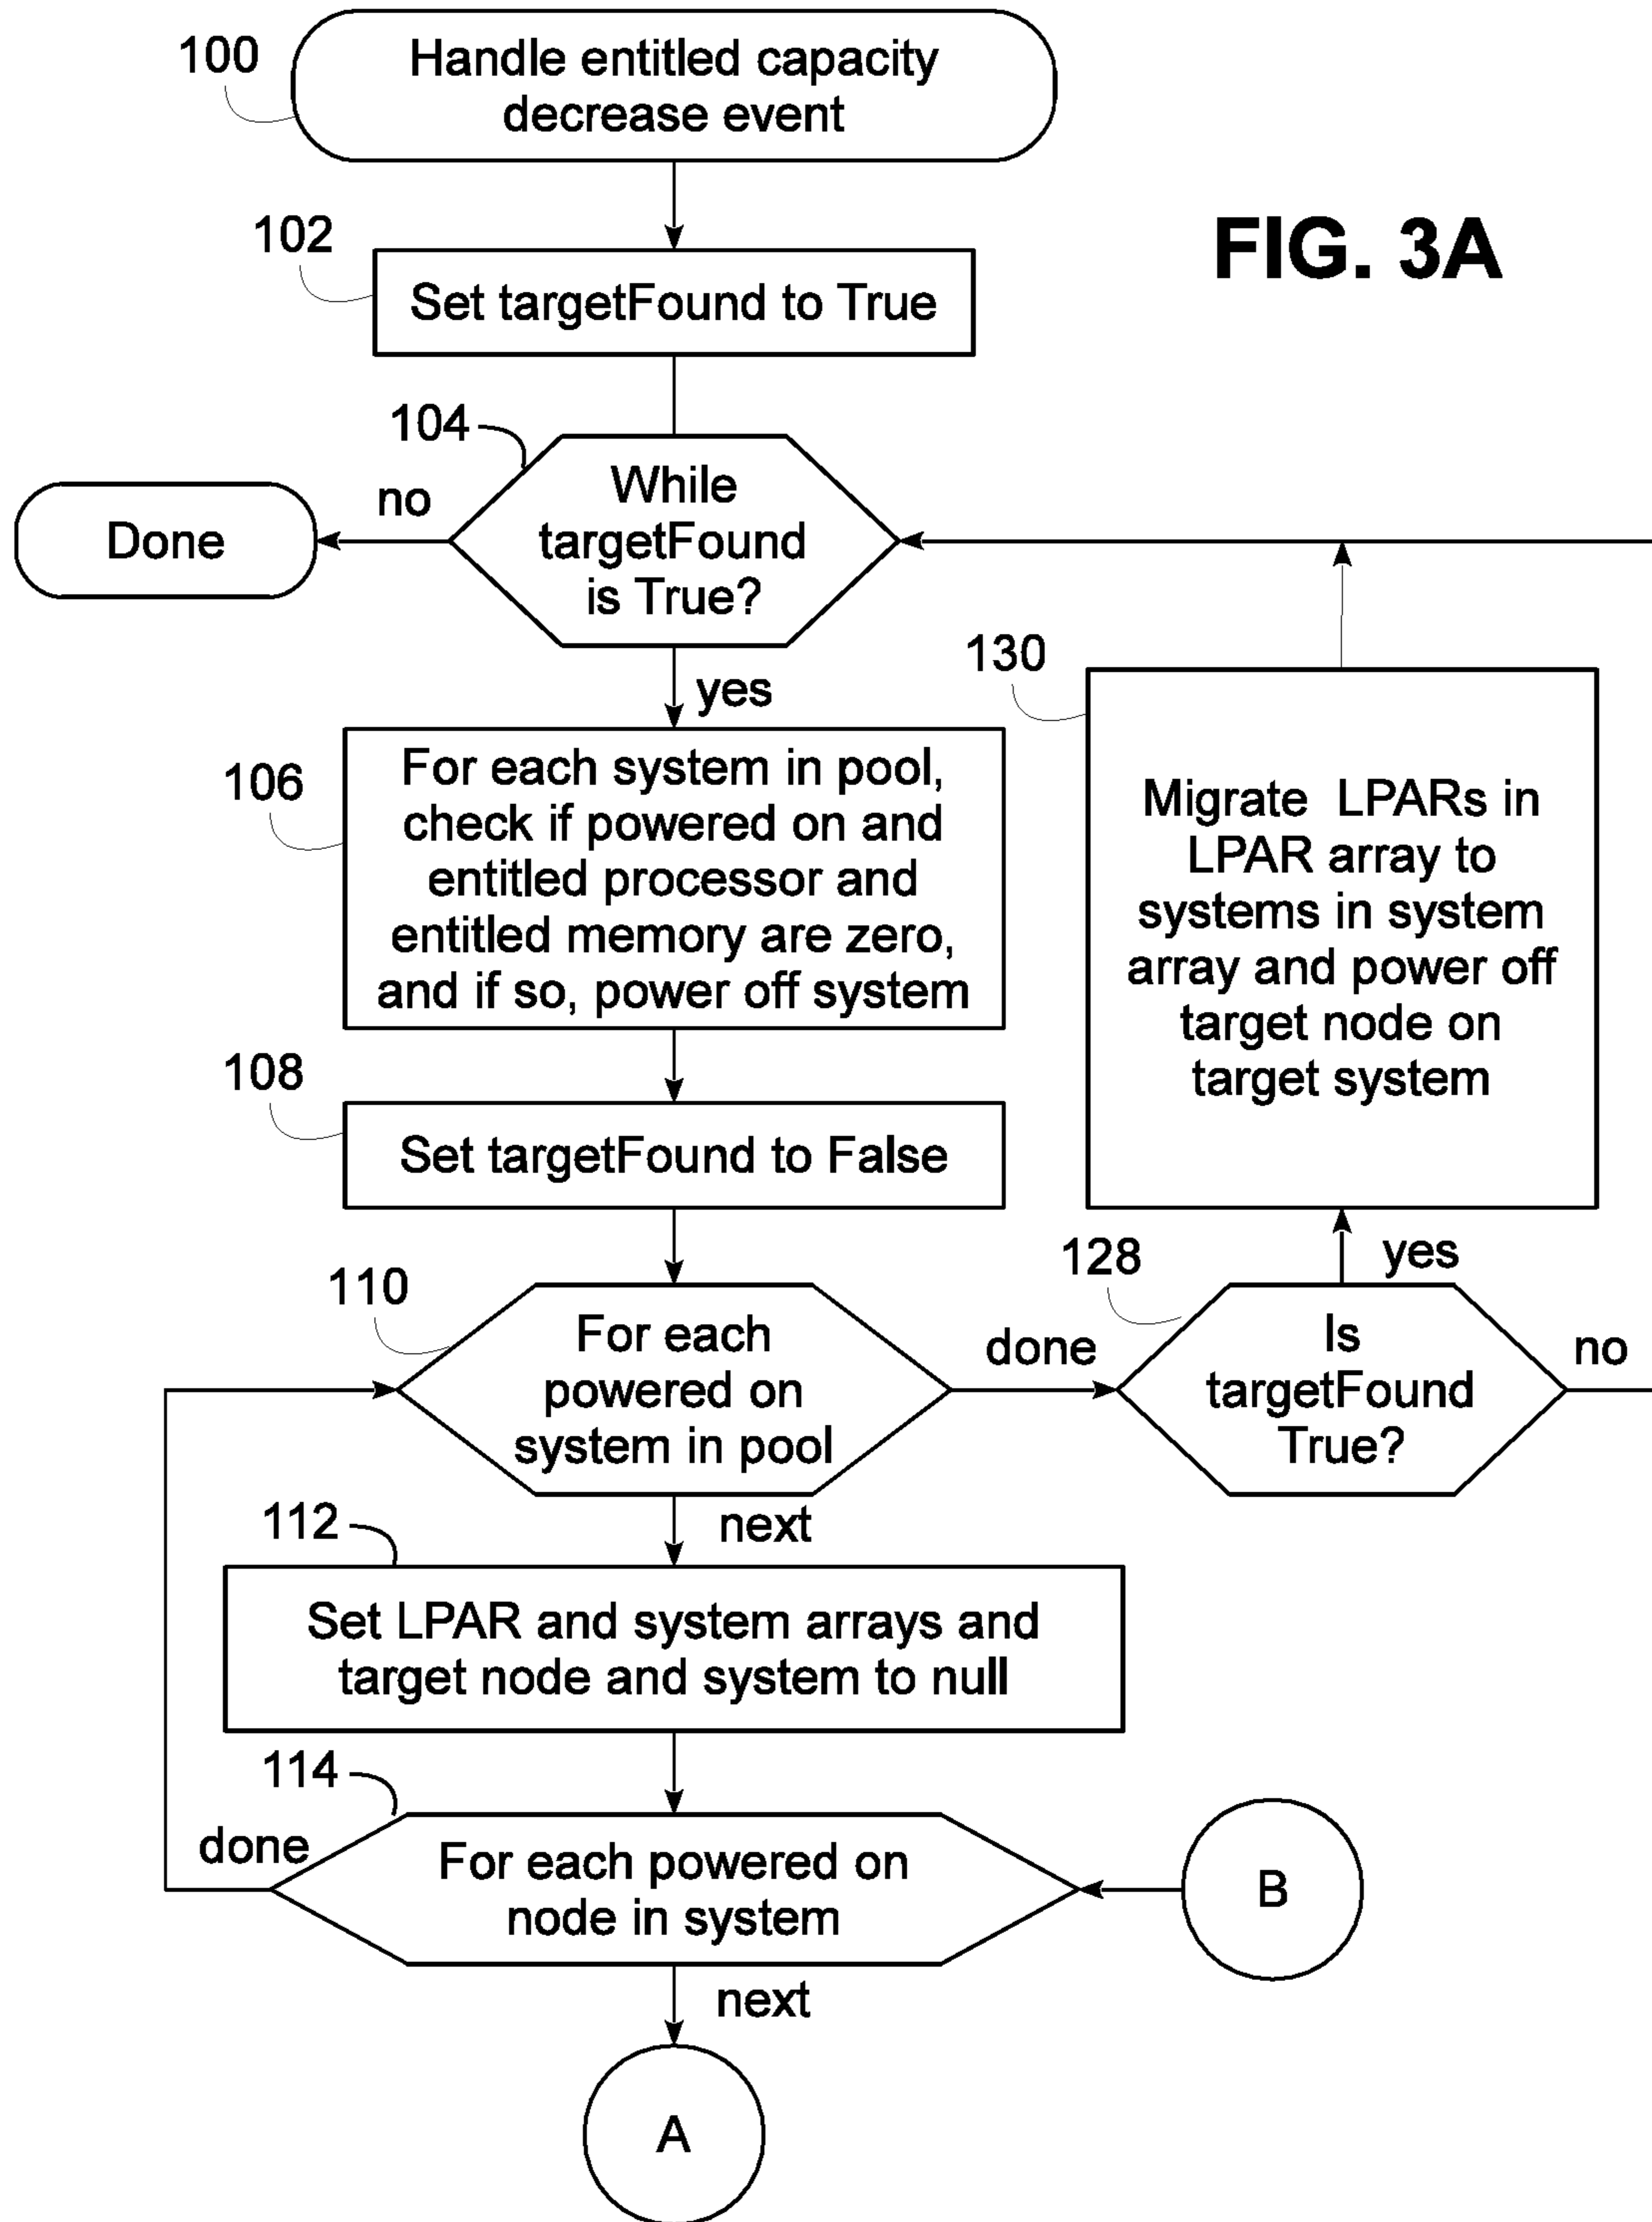 100
Handle entitled capacity
decrease event
FIG. 3A
102
Set targetFound to True
104
While
targetFound
is True?
no
Done
yes
106
For each system in pool,
check if powered on and
entitled processor and
entitled memory are zero,
and if so, power off system
130
Migrate LPARs in
LPAR array to
systems in system
array and power off
target node on
target system
108
Set targetFound to False
110
For each
powered on
system in pool
done
128
Is
targetFound
True?
yes
no
next
112
Set LPAR and system arrays and
target node and system to null
114
done
For each powered on
node in system
B
next
A